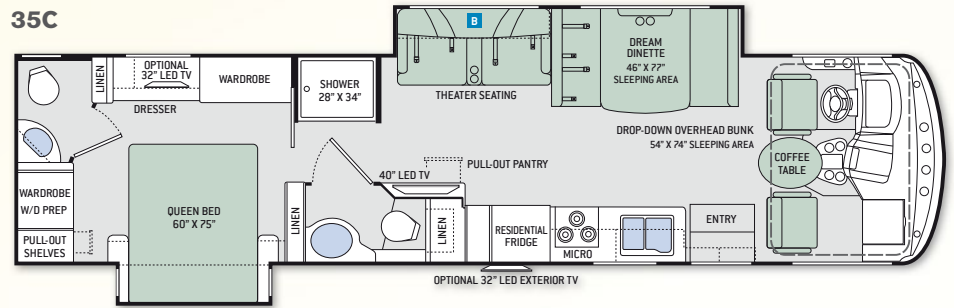 35C
B
OPTIONAL
32" LED TV
LINEN
WARDROBE
DRESSER
SHOWER
28" X 34"
THEATER SEATING
DREAM
DINETTE
46" X 77"
SLEEPING AREA
DROP-DOWN OVERHEAD BUNK
54" X 74" SLEEPING AREA
COFFEE
TABLE
PULL-OUT PANTRY
40" LED TV
WARDROBE
W/D PREP
PULL-OUT
SHELVES
QUEEN BED
60" X 75"
LINEN
LINEN
RESIDENTIAL
FRIDGE
MICRO
ENTRY
OPTIONAL 32" LED EXTERIOR TV